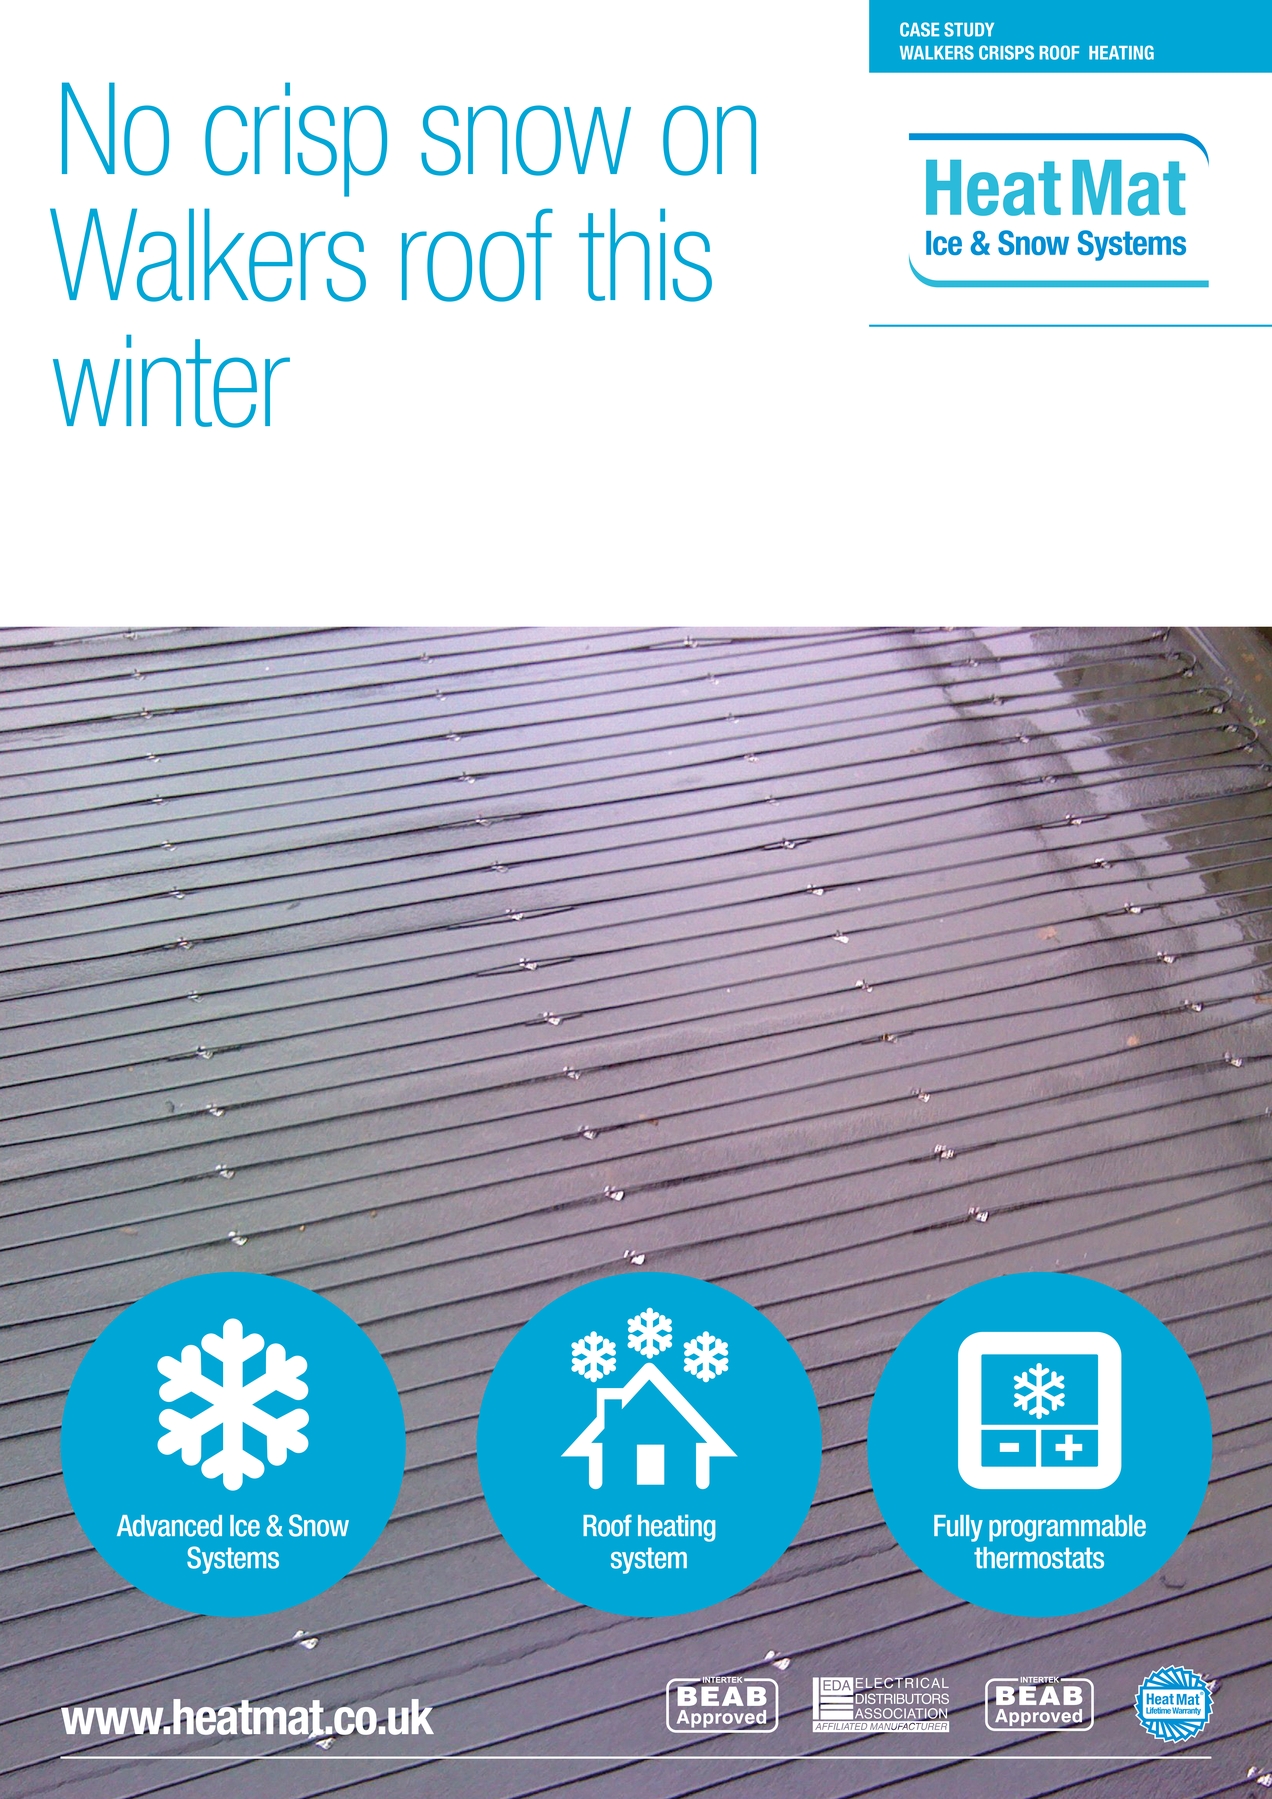 CASE STUDY
WALKERS CRISPS ROOF HEATING
No crisp snow on
Walkers roof this
winter
Heat Mat
Ice & Snow Systems
Advanced Ice & Snow
Systems
Roof heating
system
Fully programmable
thermostats
www.heatmat.co.uk
INTERTEK
BEAB
Approved
EDA
ELECTRICAL
DISTRIBUTORS
ASSOCIATION
AFFILIATED MANUFACTURER
INTERTEK
BEAB
Approved
Heat Mat
Lifetime Warranty